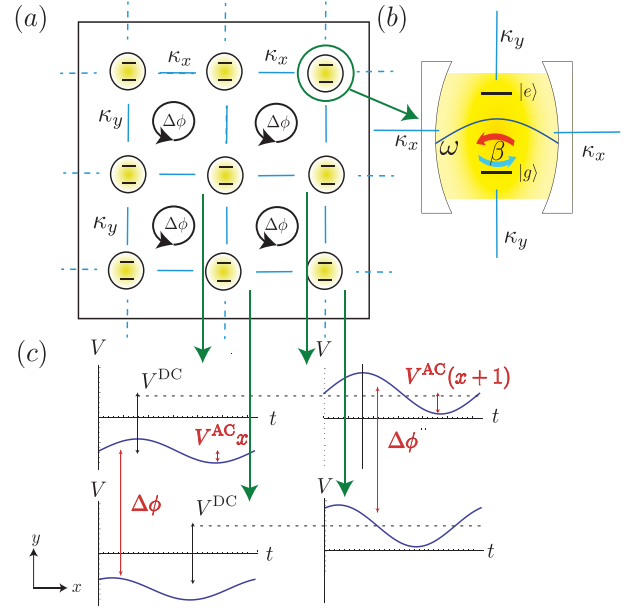 (a)
κx κx
κy Δϕ Δϕ
κy Δϕ Δϕ
(b)
κy
|e⟩
κx ω β κx
|g⟩
κy
(c)
V
V^DC
t
V^AC x
V
V^AC(x + 1)
t
Δϕ¨
Δϕ
V
V^DC
t
V
t
y
x